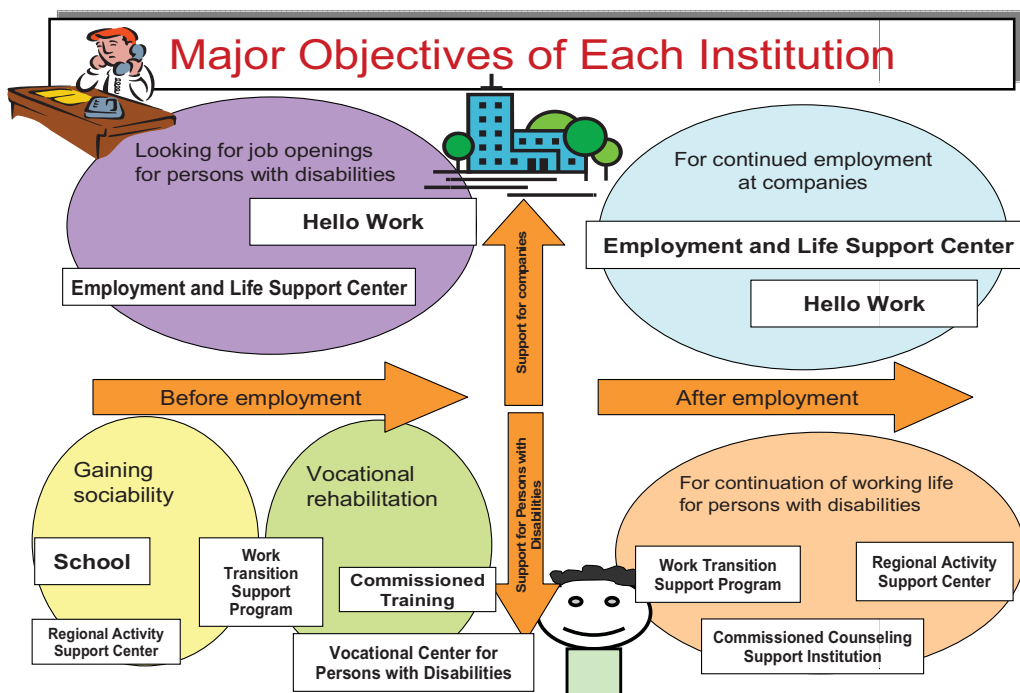 Major Objectives of Each Institution
Looking for job openings
for persons with disabilities
Hello Work
Employment and Life Support Center
For continued employment
at companies
Employment and Life Support Center
Hello Work
Support for companies
Before employment
After employment
Support for Persons with
Disabilities
Gaining
sociability
School
Regional Activity
Support Center
Work
Transition
Support
Program
Vocational
rehabilitation
Commissioned
Training
Vocational Center for
Persons with Disabilities
For continuation of working life
for persons with disabilities
Work Transition
Support Program
Regional Activity
Support Center
Commissioned Counseling
Support Institution